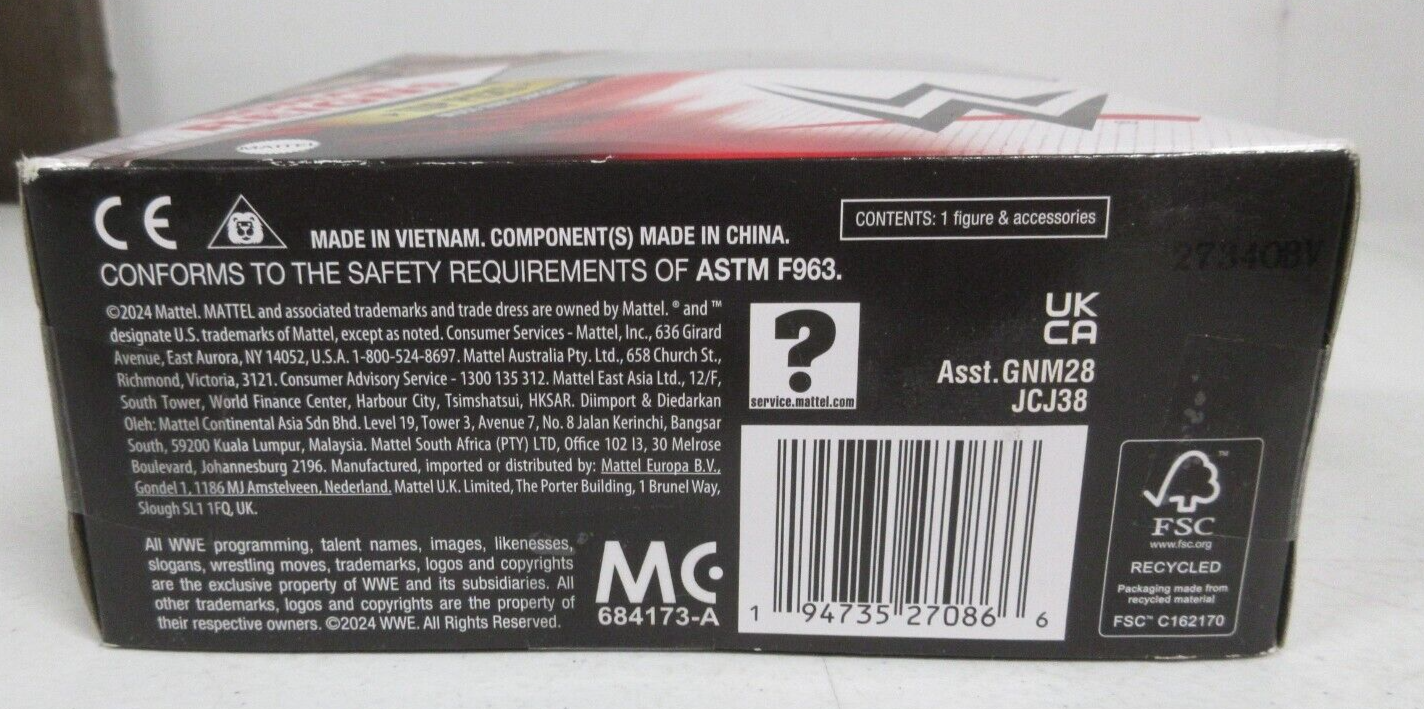 MATTEL
CE
MADE IN VIETNAM. COMPONENT(S) MADE IN CHINA.
CONTENTS: 1 figure & accessories
CONFORMS TO THE SAFETY REQUIREMENTS OF ASTM F963.
273408V
©2024 Mattel. MATTEL and associated trademarks and trade dress are owned by Mattel. ® and ™
designate U.S. trademarks of Mattel, except as noted. Consumer Services - Mattel, Inc., 636 Girard
Avenue, East Aurora, NY 14052, U.S.A. 1-800-524-8697. Mattel Australia Pty. Ltd., 658 Church St.,
Richmond, Victoria, 3121. Consumer Advisory Service - 1300 135 312. Mattel East Asia Ltd., 12/F,
South Tower, World Finance Center, Harbour City, Tsimshatsui, HKSAR. Diimport & Diedarkan
Oleh: Mattel Continental Asia Sdn Bhd. Level 19, Tower 3, Avenue 7, No. 8 Jalan Kerinchi, Bangsar
South, 59200 Kuala Lumpur, Malaysia. Mattel South Africa (PTY) LTD, Office 102 I3, 30 Melrose
Boulevard, Johannesburg 2196. Manufactured, imported or distributed by: Mattel Europa B.V.,
Gondel 1, 1186 MJ Amstelveen, Nederland. Mattel U.K. Limited, The Porter Building, 1 Brunel Way,
Slough SL1 1FQ, UK.
?
service.mattel.com
UK
CA
Asst.GNM28
JCJ38
All WWE programming, talent names, images, likenesses,
slogans, wrestling moves, trademarks, logos and copyrights
are the exclusive property of WWE and its subsidiaries. All
other trademarks, logos and copyrights are the property of
their respective owners. ©2024 WWE. All Rights Reserved.
MC
684173-A
1 94735 27086 6
FSC
www.fsc.org
RECYCLED
Packaging made from
recycled material
FSC™ C162170